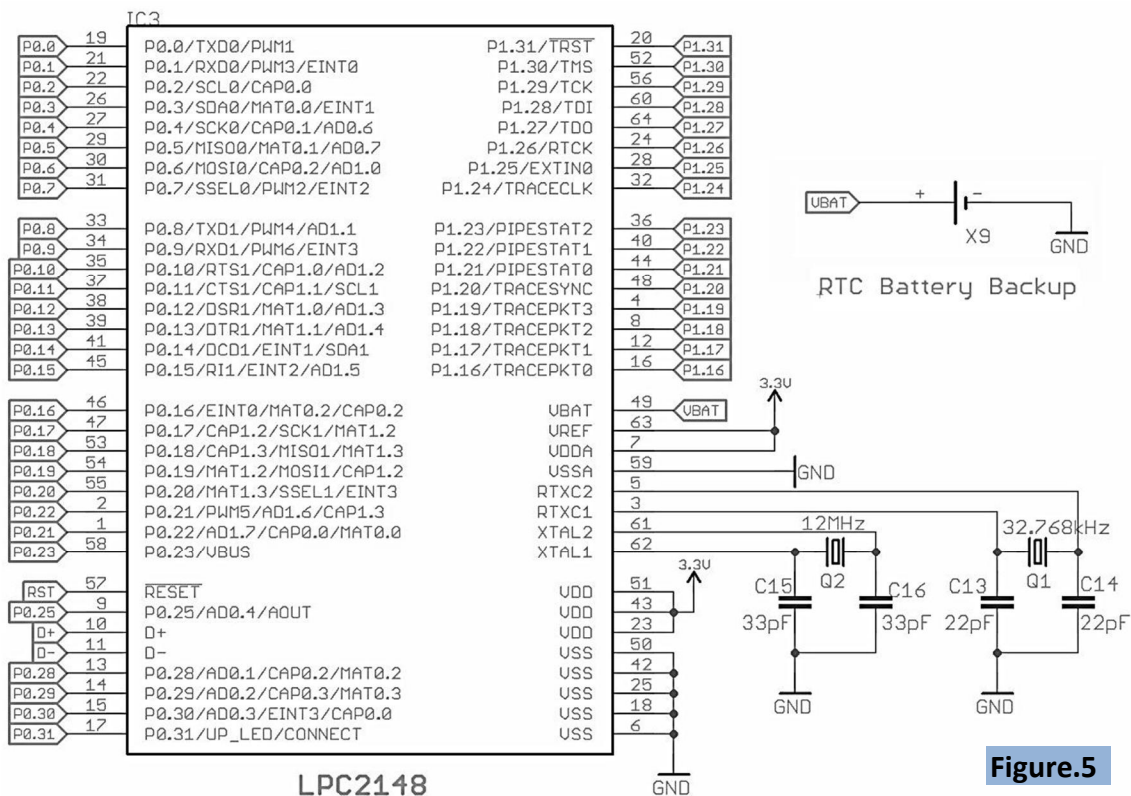 IC3
P0.0 19 P0.0/TXD0/PWM1 P1.31/TRST 20 P1.31
P0.1 21 P0.1/RXD0/PWM3/EINT0 P1.30/TMS 52 P1.30
P0.2 22 P0.2/SCL0/CAP0.0 P1.29/TCK 56 P1.29
P0.3 26 P0.3/SDA0/MAT0.0/EINT1 P1.28/TDI 60 P1.28
P0.4 27 P0.4/SCK0/CAP0.1/AD0.6 P1.27/TDO 64 P1.27
P0.5 29 P0.5/MISO0/MAT0.1/AD0.7 P1.26/RTCK 24 P1.26
P0.6 30 P0.6/MOSI0/CAP0.2/AD1.0 P1.25/EXTIN0 28 P1.25
P0.7 31 P0.7/SSEL0/PWM2/EINT2 P1.24/TRACECLK 32 P1.24
P0.8 33 P0.8/TXD1/PWM4/AD1.1 P1.23/PIPESTAT2 36 P1.23
P0.9 34 P0.9/RXD1/PWM6/EINT3 P1.22/PIPESTAT1 40 P1.22
P0.10 35 P0.10/RTS1/CAP1.0/AD1.2 P1.21/PIPESTAT0 44 P1.21
P0.11 37 P0.11/CTS1/CAP1.1/SCL1 P1.20/TRACESYNC 48 P1.20
P0.12 38 P0.12/DSR1/MAT1.0/AD1.3 P1.19/TRACEPKT3 4 P1.19
P0.13 39 P0.13/DTR1/MAT1.1/AD1.4 P1.18/TRACEPKT2 8 P1.18
P0.14 41 P0.14/DCD1/EINT1/SDA1 P1.17/TRACEPKT1 12 P1.17
P0.15 45 P0.15/RI1/EINT2/AD1.5 P1.16/TRACEPKT0 16 P1.16
P0.16 46 P0.16/EINT0/MAT0.2/CAP0.2 VBAT 49 VBAT
P0.17 47 P0.17/CAP1.2/SCK1/MAT1.2 VREF 63
P0.18 53 P0.18/CAP1.3/MISO1/MAT1.3 VDDA 7
P0.19 54 P0.19/MAT1.2/MOSI1/CAP1.2 VSSA 59 GND
P0.20 55 P0.20/MAT1.3/SSEL1/EINT3 RTXC2 5
P0.22 2 P0.21/PWM5/AD1.6/CAP1.3 RTXC1 3
P0.21 1 P0.22/AD1.7/CAP0.0/MAT0.0 XTAL2 61
P0.23 58 P0.23/VBUS XTAL1 62
RST 57 RESET VDD 51
P0.25 9 P0.25/AD0.4/AOUT VDD 43
D+ 10 D+ VDD 23
D- 11 D- VSS 50
P0.28 13 P0.28/AD0.1/CAP0.2/MAT0.2 VSS 42
P0.29 14 P0.29/AD0.2/CAP0.3/MAT0.3 VSS 25
P0.30 15 P0.30/AD0.3/EINT3/CAP0.0 VSS 18
P0.31 17 P0.31/UP_LED/CONNECT VSS 6
LPC2148
GND
VBAT + -
X9
GND
RTC Battery Backup
3.3V
3.3V
12MHz 32.768kHz
C15 Q2 C16 C13 Q1 C14
33pF 33pF 22pF 22pF
GND GND
Figure.5